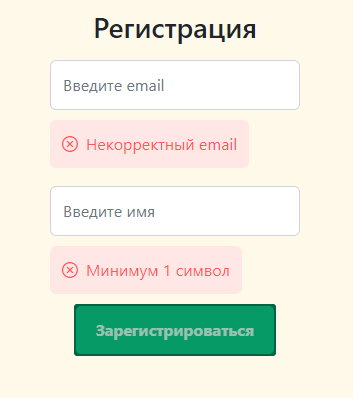 Регистрация
Введите email
Некорректный email
Введите имя
Минимум 1 символ
Зарегистрироваться